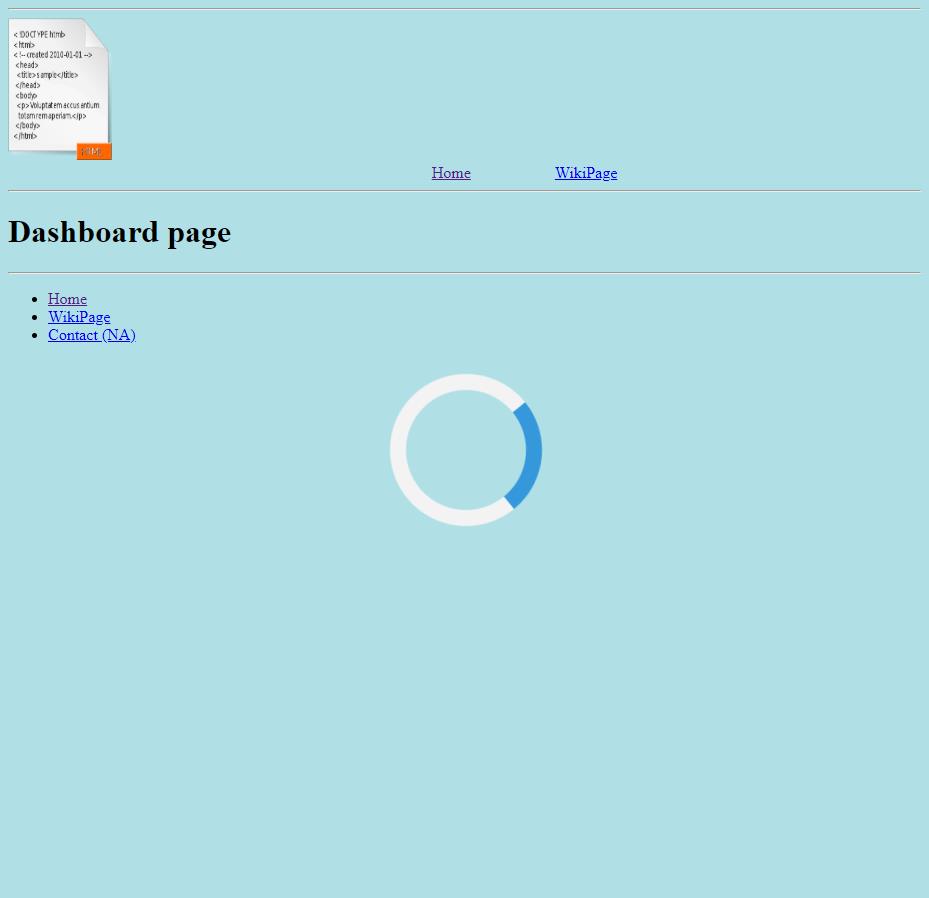 < !DOCTYPE html>
<html>
< !-- created 2010-01-01 -->
<head>
<title>sample</title>
</head>
<body>
<p>Voluptatem accusantium
totam rem aperiam.</p>
</body>
</html>
HTML
Home WikiPage
Dashboard page
Home
WikiPage
Contact (NA)